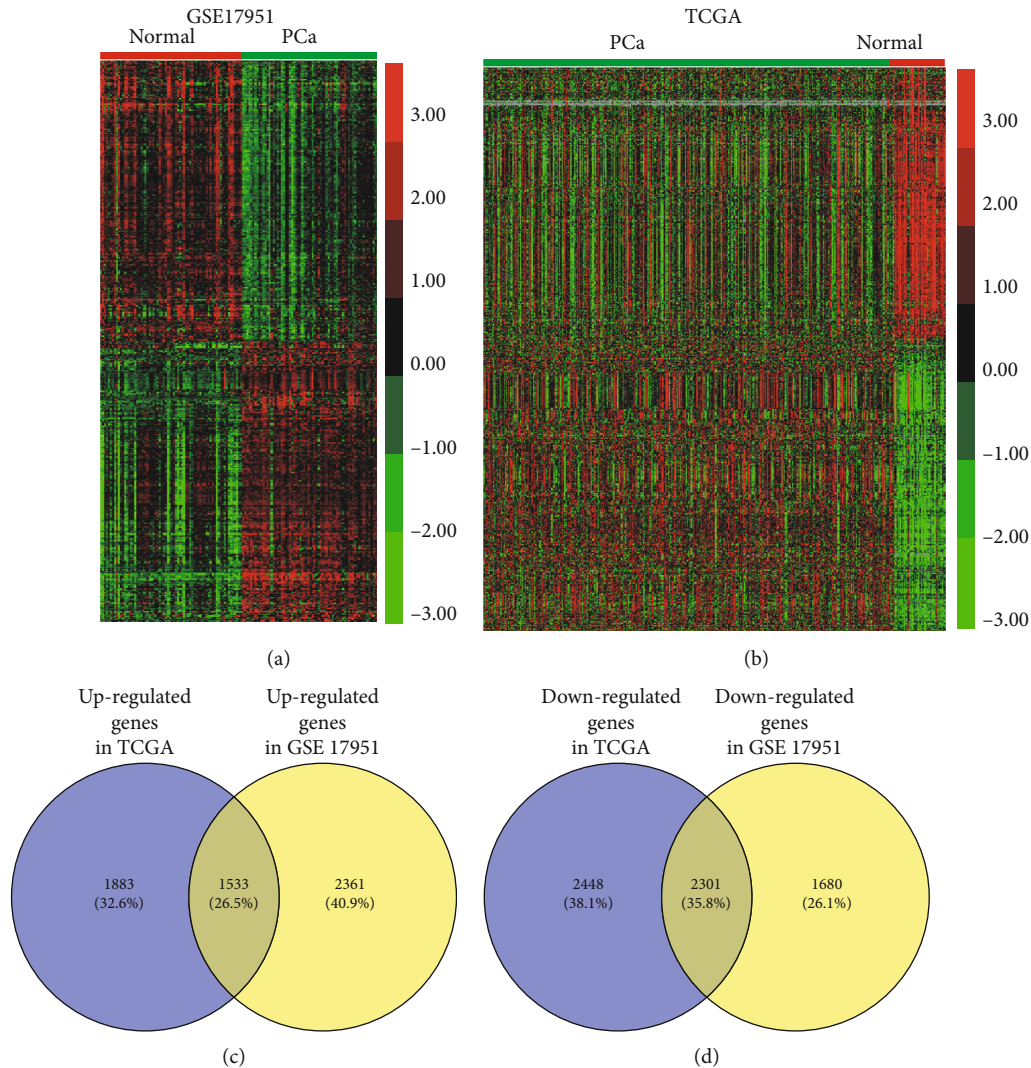 GSE17951
Normal
PCa
3.00
2.00
1.00
0.00
–1.00
–2.00
–3.00
(a)
TCGA
PCa
Normal
3.00
2.00
1.00
0.00
–1.00
–2.00
–3.00
(b)
Up-regulated
genes
in TCGA
Up-regulated
genes
in GSE 17951
1883
(32.6%)
1533
(26.5%)
2361
(40.9%)
(c)
Down-regulated
genes
in TCGA
Down-regulated
genes
in GSE 17951
2448
(38.1%)
2301
(35.8%)
1680
(26.1%)
(d)